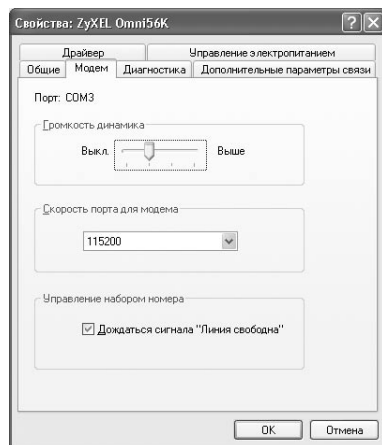 Свойства: ZyXEL Omni56K
Драйвер Управление электропитанием
Общие Модем Диагностика Дополнительные параметры связи
Порт: COM3
Громкость динамика
Выкл. Выше
Скорость порта для модема
115200
Управление набором номера
Дождаться сигнала "Линия свободна"
OK Отмена